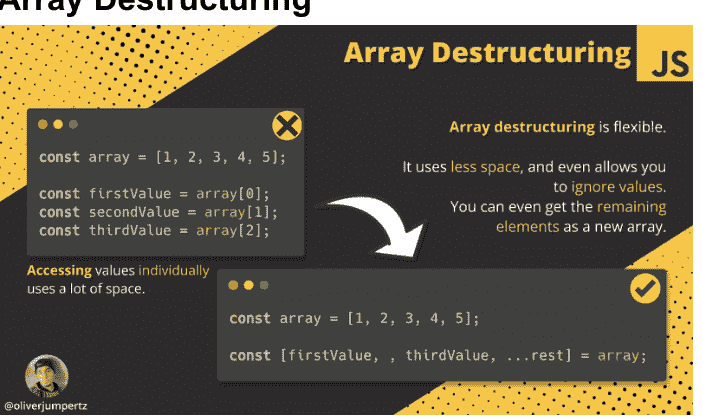 Array Destructuring
Array Destructuring
JS
const array = [1, 2, 3, 4, 5];
const firstValue = array[0];
const secondValue = array[1];
const thirdValue = array[2];
Accessing values individually
uses a lot of space.
Array destructuring is flexible.
It uses less space, and even allows you
to ignore values.
You can even get the remaining
elements as a new array.
const array = [1, 2, 3, 4, 5];
const [firstValue, , thirdValue, ...rest] = array;
@oliverjumpertz